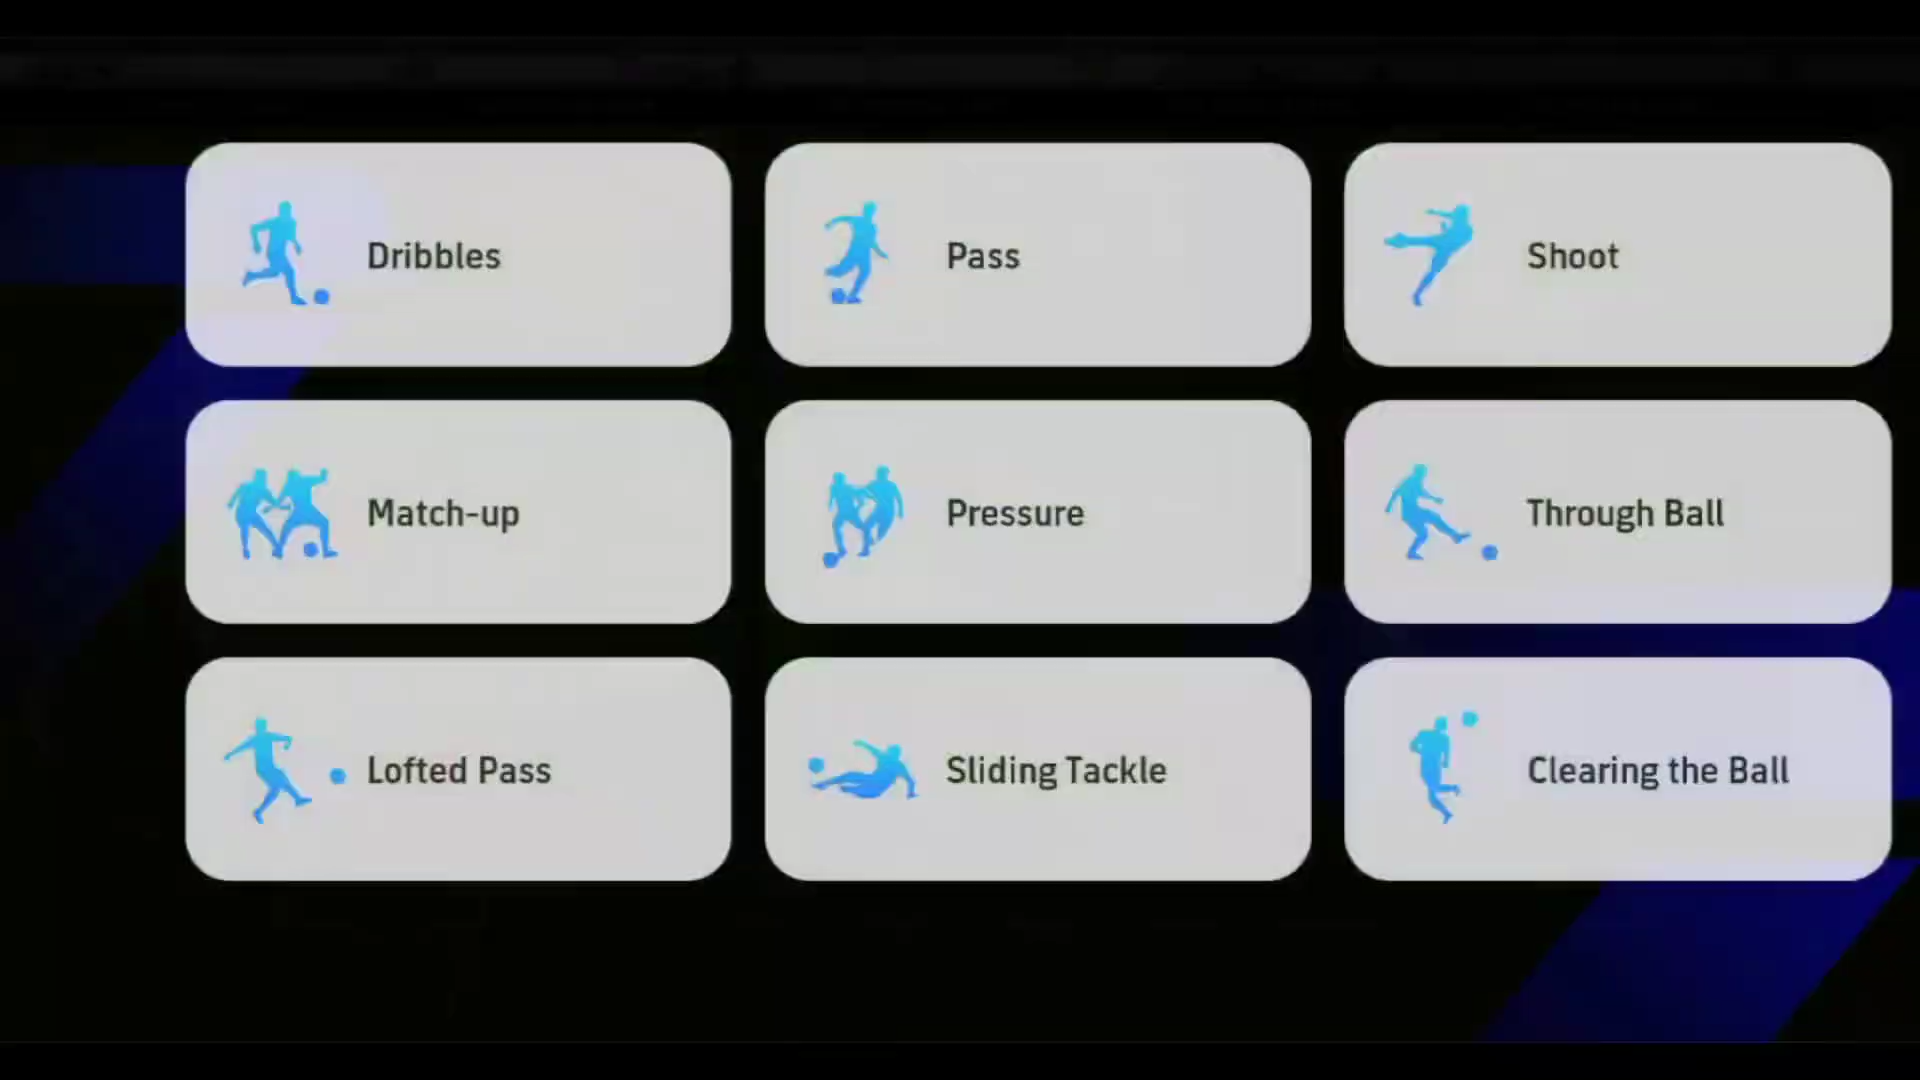 Dribbles
Pass
Shoot
Match-up
Pressure
Through Ball
Lofted Pass
Sliding Tackle
Clearing the Ball